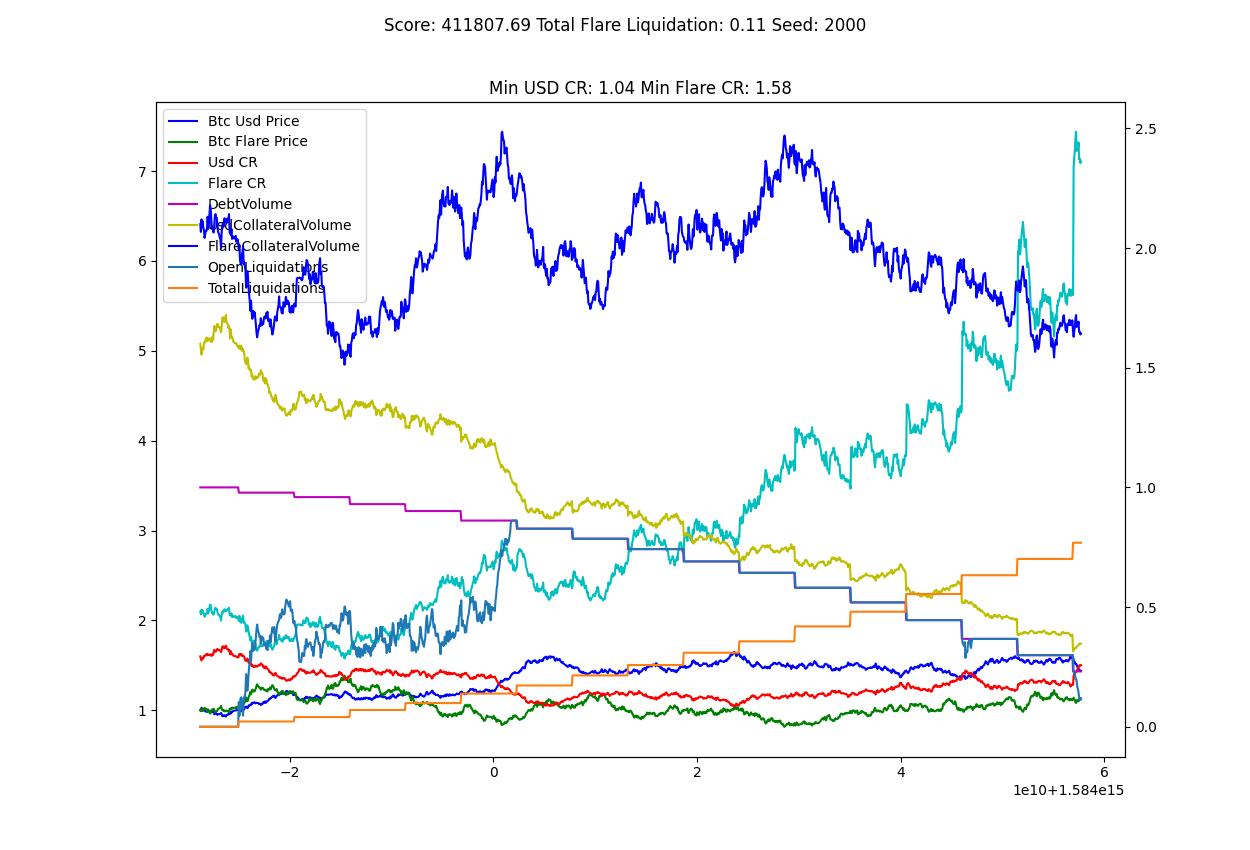 Score: 411807.69 Total Flare Liquidation: 0.11 Seed: 2000
Min USD CR: 1.04 Min Flare CR: 1.58
Btc Usd Price
Btc Flare Price
Usd CR
Flare CR
DebtVolume
UsdCollateralVolume
FlareCollateralVolume
OpenLiquidations
TotalLiquidations
7
6
5
4
3
2
1
2.5
2.0
1.5
1.0
0.5
0.0
−2
0
2
4
6
1e10+1.584e15